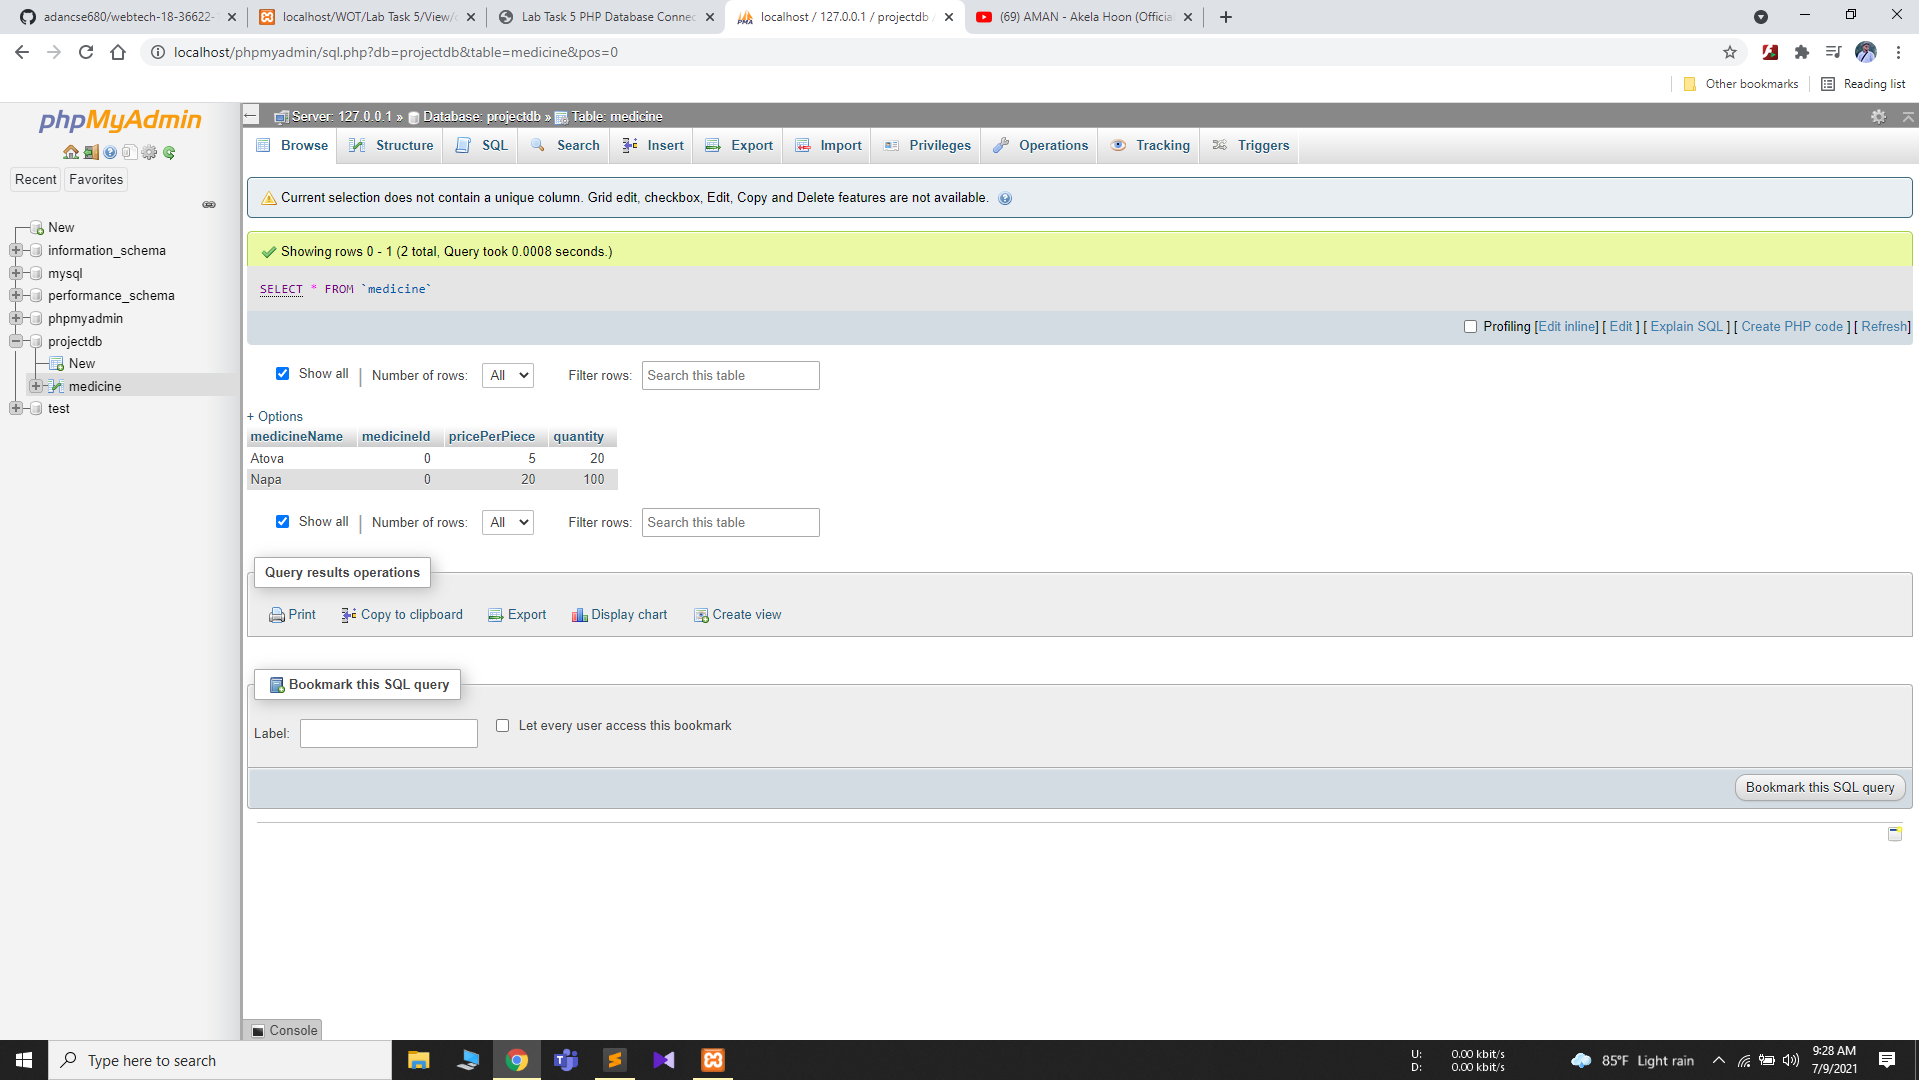 adancse680/webtech-18-36622-
localhost/WOT/Lab Task 5/View/
Lab Task 5 PHP Database Connec
localhost / 127.0.0.1 / projectdb
(69) AMAN - Akela Hoon (Official
localhost/phpmyadmin/sql.php?db=projectdb&table=medicine&pos=0
Other bookmarks
Reading list
phpMyAdmin
Recent
Favorites
New
information_schema
mysql
performance_schema
phpmyadmin
projectdb
New
medicine
test
Server: 127.0.0.1 » Database: projectdb » Table: medicine
Browse Structure SQL Search Insert Export Import Privileges Operations Tracking Triggers
Current selection does not contain a unique column. Grid edit, checkbox, Edit, Copy and Delete features are not available.
Showing rows 0 - 1 (2 total, Query took 0.0008 seconds.)
SELECT * FROM `medicine`
Profiling [Edit inline] [ Edit ] [ Explain SQL ] [ Create PHP code ] [ Refresh]
Show all | Number of rows: All Filter rows: Search this table
+ Options
medicineName medicineId pricePerPiece quantity
Atova 0 5 20
Napa 0 20 100
Show all | Number of rows: All Filter rows: Search this table
Query results operations
Print Copy to clipboard Export Display chart Create view
Bookmark this SQL query
Label: Let every user access this bookmark
Bookmark this SQL query
Console
Type here to search
U: 0.00 kbit/s
D: 0.00 kbit/s
85°F Light rain
9:28 AM
7/9/2021